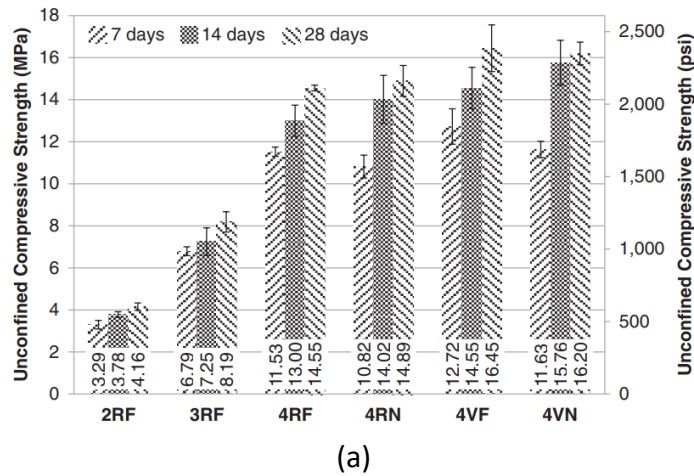 Unconfined Compressive Strength (MPa)
18
16
14
12
10
8
6
4
2
0
7 days 14 days 28 days
3.29 3.78 4.16
6.79 7.25 8.19
11.53 13.00 14.55
10.82 14.02 14.89
12.72 14.55 16.45
11.63 15.76 16.20
2RF 3RF 4RF 4RN 4VF 4VN
2,500
2,000
1,500
1,000
500
0
Unconfined Compressive Strength (psi)
(a)